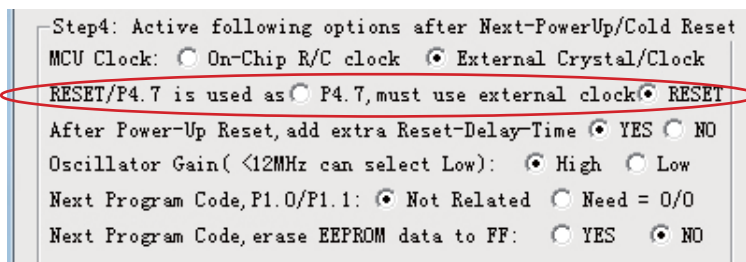 Step4: Active following options after Next-PowerUp/Cold Reset
MCU Clock: On-Chip R/C clock External Crystal/Clock
RESET/P4.7 is used as P4.7,must use external clock RESET
After Power-Up Reset,add extra Reset-Delay-Time YES NO
Oscillator Gain( <12MHz can select Low): High Low
Next Program Code,P1.0/P1.1: Not Related Need = 0/0
Next Program Code,erase EEPROM data to FF: YES NO